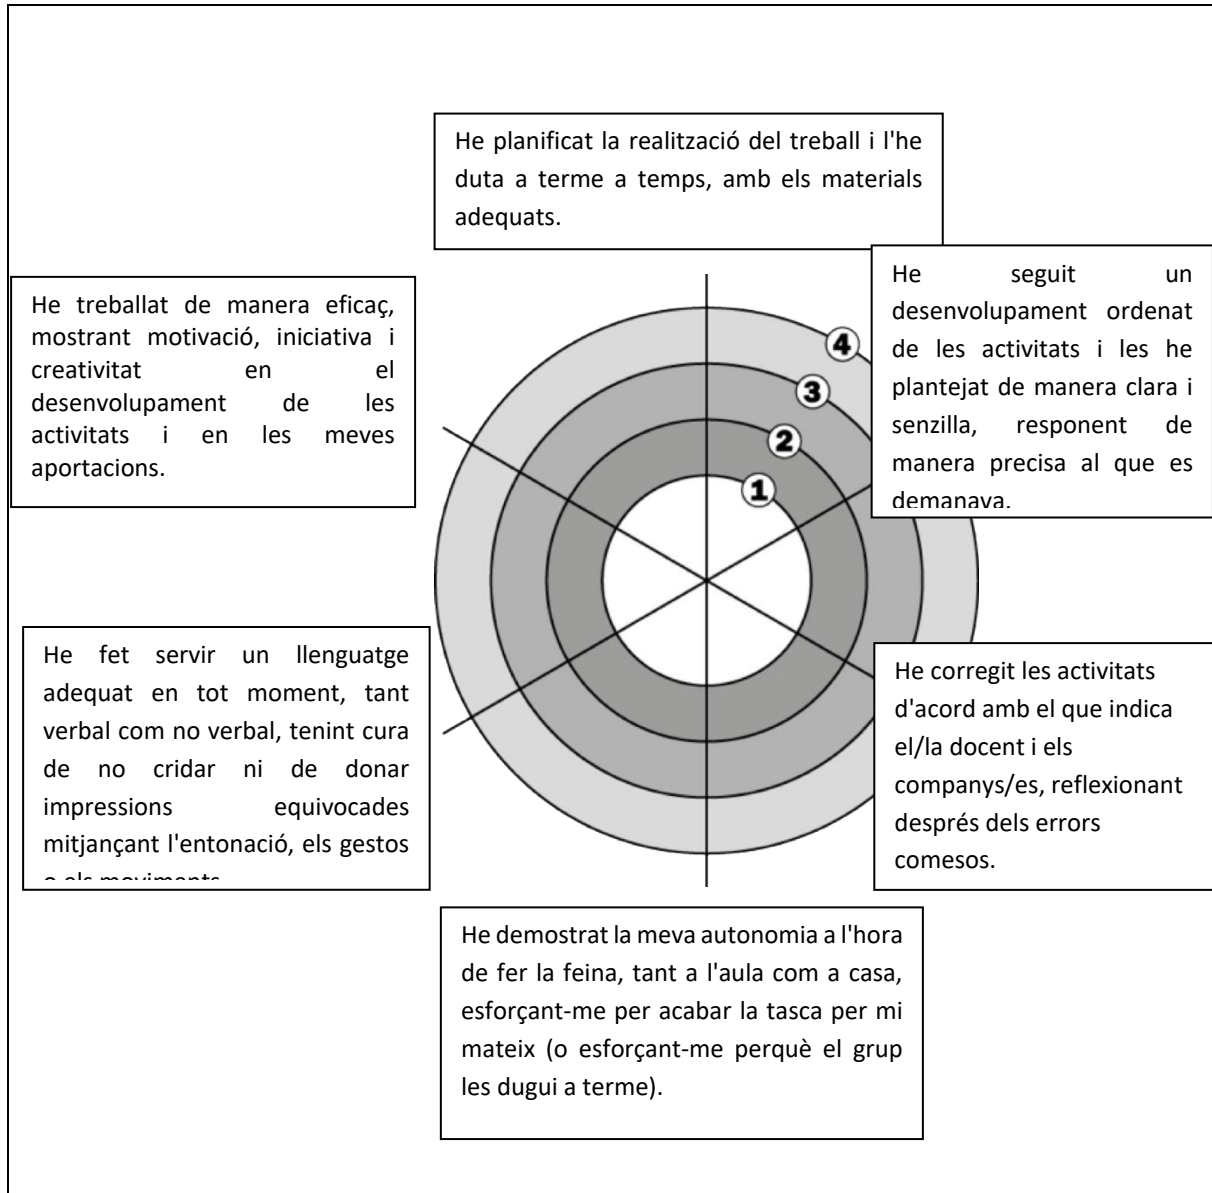 He planificat la realització del treball i l'he
duta a terme a temps, amb els materials
adequats.
He seguit un
desenvolupament ordenat
de les activitats i les he
plantejat de manera clara i
senzilla, responent de
manera precisa al que es
demanava.
He treballat de manera eficaç,
mostrant motivació, iniciativa i
creativitat en el
desenvolupament de les
activitats i en les meves
aportacions.
4
3
2
1
He fet servir un llenguatge
adequat en tot moment, tant
verbal com no verbal, tenint cura
de no cridar ni de donar
impressions equivocades
mitjançant l'entonació, els gestos
o els moviments
He corregit les activitats
d'acord amb el que indica
el/la docent i els
companys/es, reflexionant
després dels errors
comesos.
He demostrat la meva autonomia a l'hora
de fer la feina, tant a l'aula com a casa,
esforçant-me per acabar la tasca per mi
mateix (o esforçant-me perquè el grup
les dugui a terme).